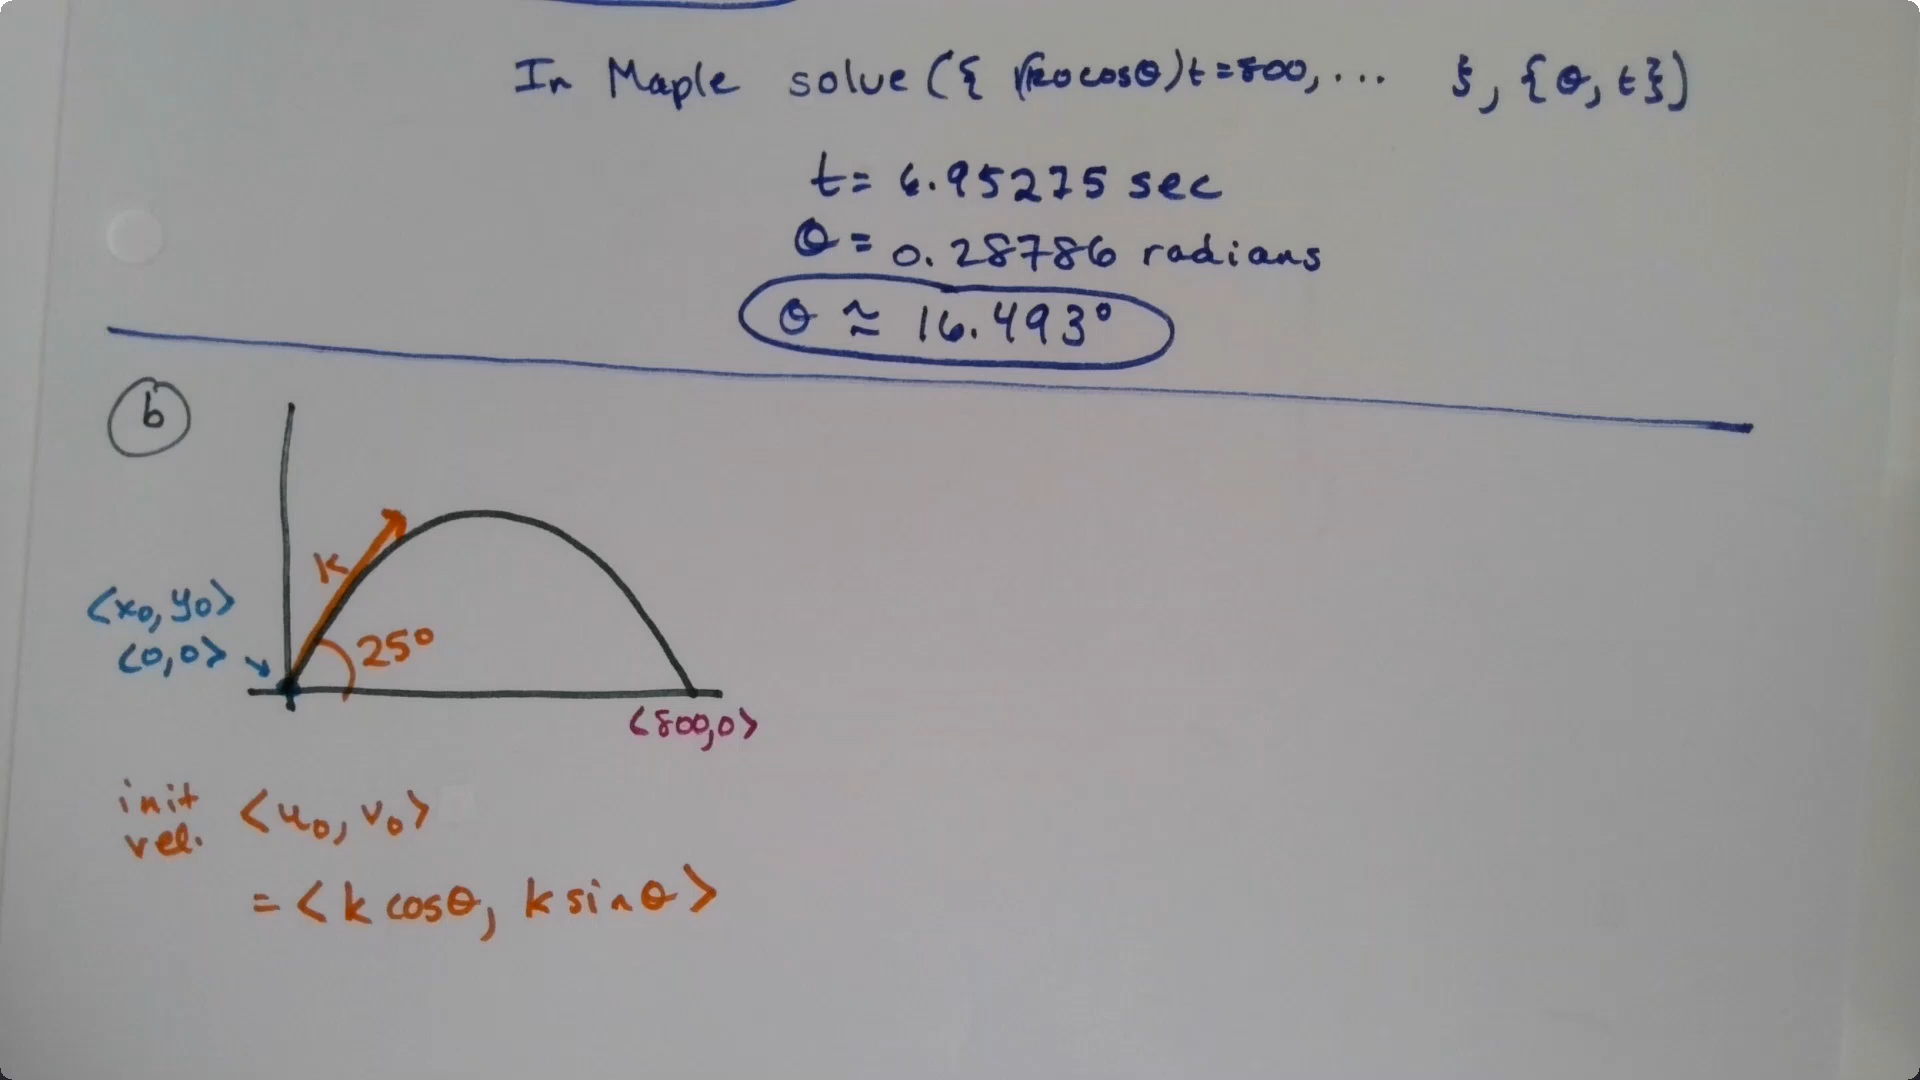 In Maple solve({ (120cosθ)t=800, ... }, {θ, t})
t= 6.95275 sec
θ = 0.28786 radians
θ ≈ 16.493°
b
k
<x0, y0>
<0,0>
25°
<800,0>
init vel. <u0, v0>
= <k cosθ, k sinθ>